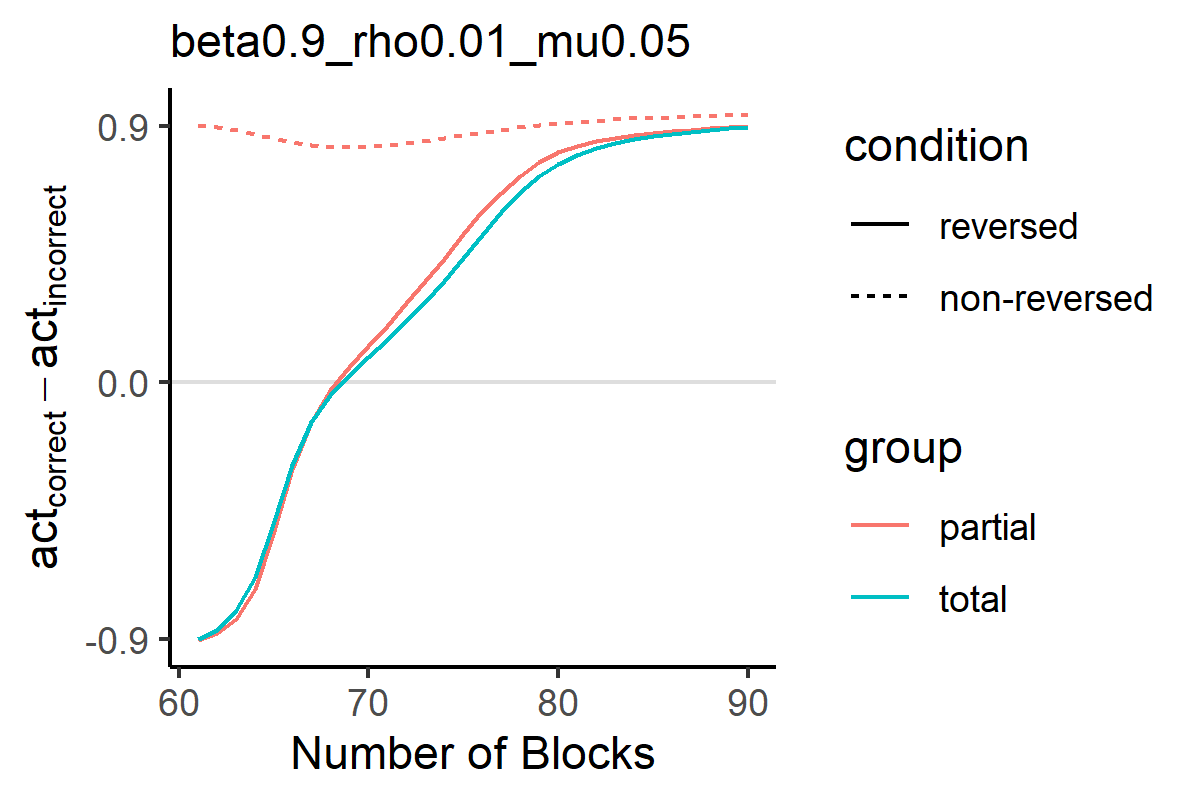 beta0.9_rho0.01_mu0.05
0.9
0.0
-0.9
act_correct − act_incorrect
60 70 80 90
Number of Blocks
condition
reversed
non-reversed
group
partial
total